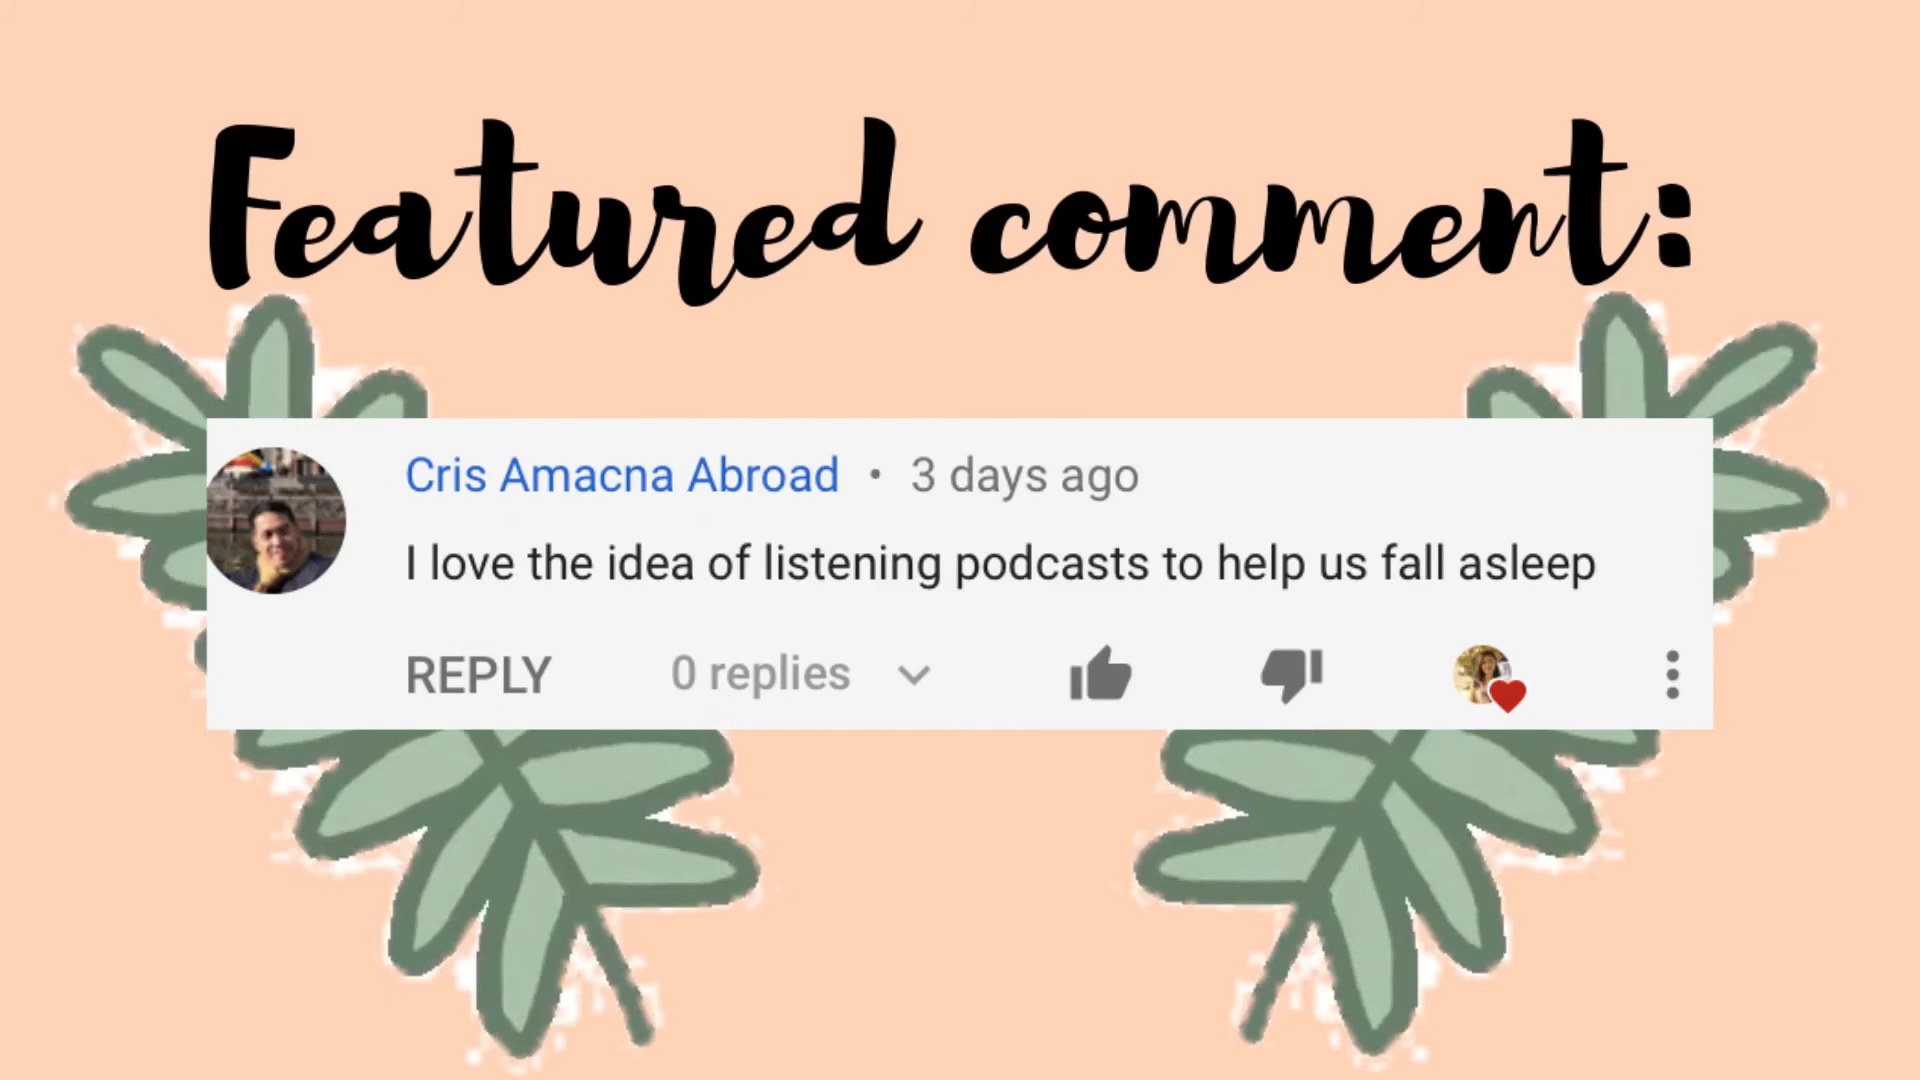 Featured comment:
Cris Amacna Abroad • 3 days ago
I love the idea of listening podcasts to help us fall asleep
REPLY 0 replies